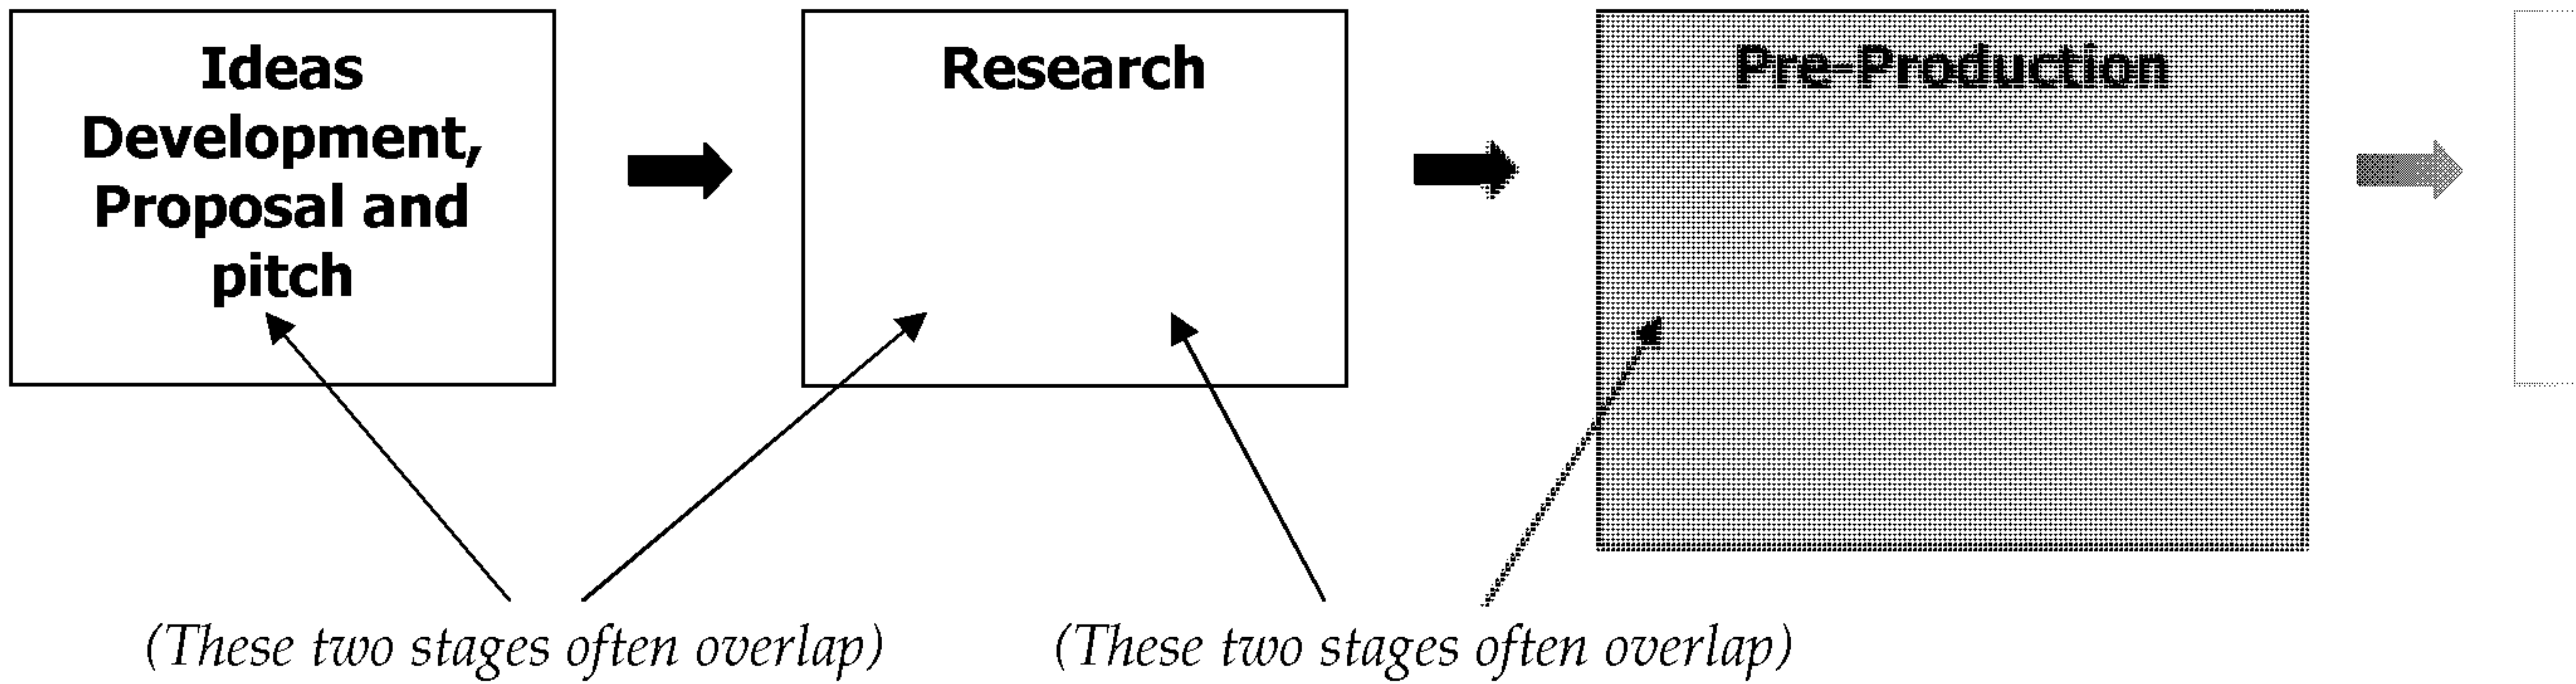 Ideas
Development,
Proposal and
pitch
Research
Pre-Production
(These two stages often overlap)
(These two stages often overlap)